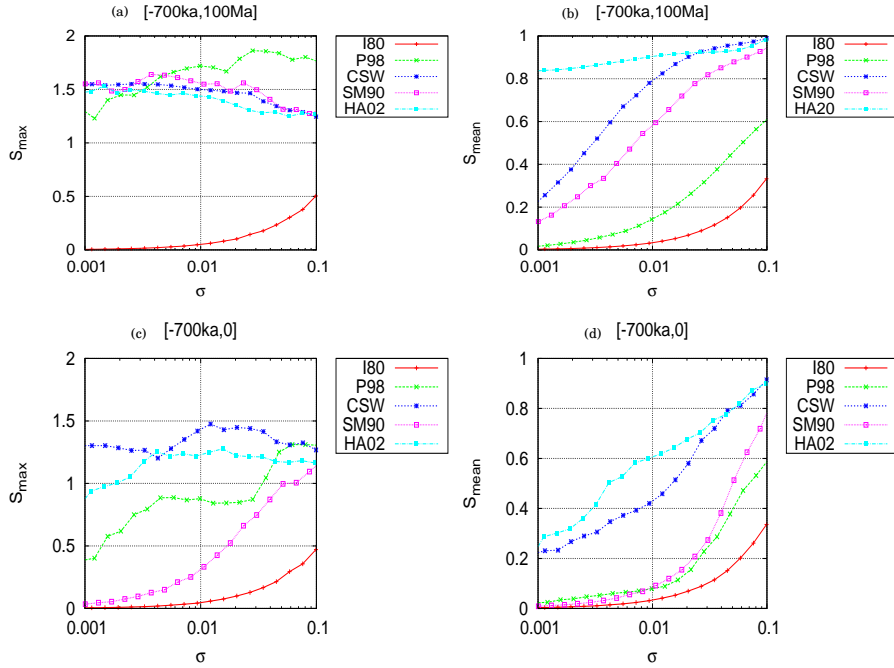 (a) [-700ka,100Ma]
2
1.5
1
0.5
0
S_max
0.001 0.01 0.1
σ
I80
P98
CSW
SM90
HA02
(b) [-700ka,100Ma]
1
0.8
0.6
0.4
0.2
0
S_mean
0.001 0.01 0.1
σ
I80
P98
CSW
SM90
HA20
(c) [-700ka,0]
2
1.5
1
0.5
0
S_max
0.001 0.01 0.1
σ
I80
P98
CSW
SM90
HA02
(d) [-700ka,0]
1
0.8
0.6
0.4
0.2
0
S_mean
0.001 0.01 0.1
σ
I80
P98
CSW
SM90
HA02